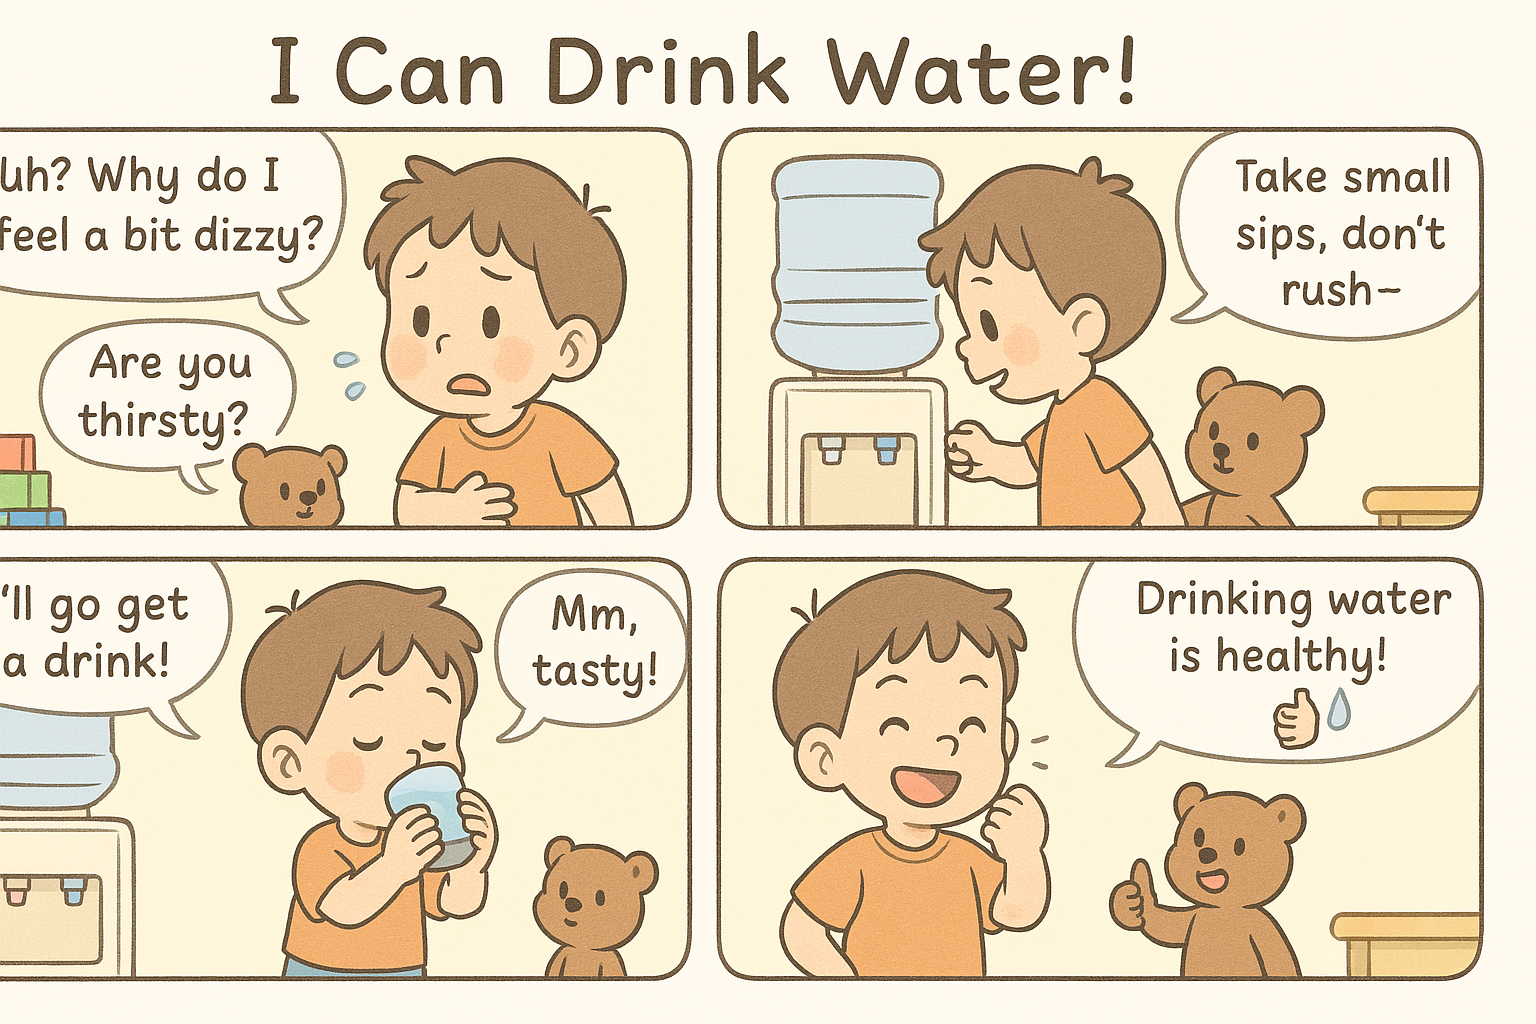 I Can Drink Water!
uh? Why do I
feel a bit dizzy?
Are you
thirsty?
Take small
sips, don't
rush~
'll go get
a drink!
Mm,
tasty!
Drinking water
is healthy!